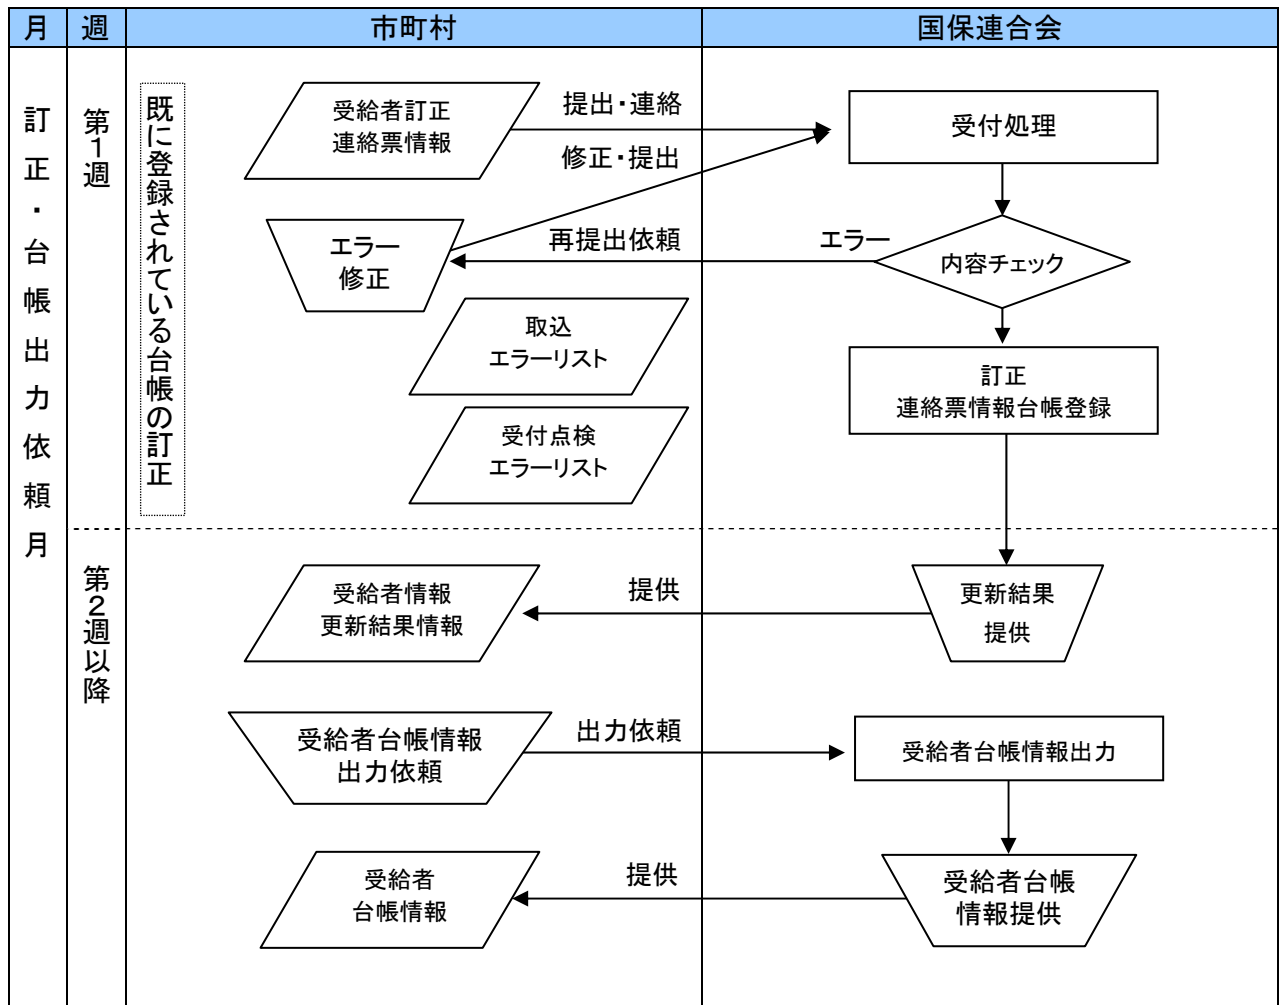 月
週
市町村
国保連合会
訂正・台帳出力依頼月
第1週
既に登録されている台帳の訂正
受給者訂正
連絡票情報
提出・連絡
受付処理
修正・提出
エラー
修正
再提出依頼
エラー
内容チェック
取込
エラーリスト
訂正
連絡票情報台帳登録
受付点検
エラーリスト
第2週以降
受給者情報
更新結果情報
提供
更新結果
提供
受給者台帳情報
出力依頼
出力依頼
受給者台帳情報出力
受給者
台帳情報
提供
受給者台帳
情報提供